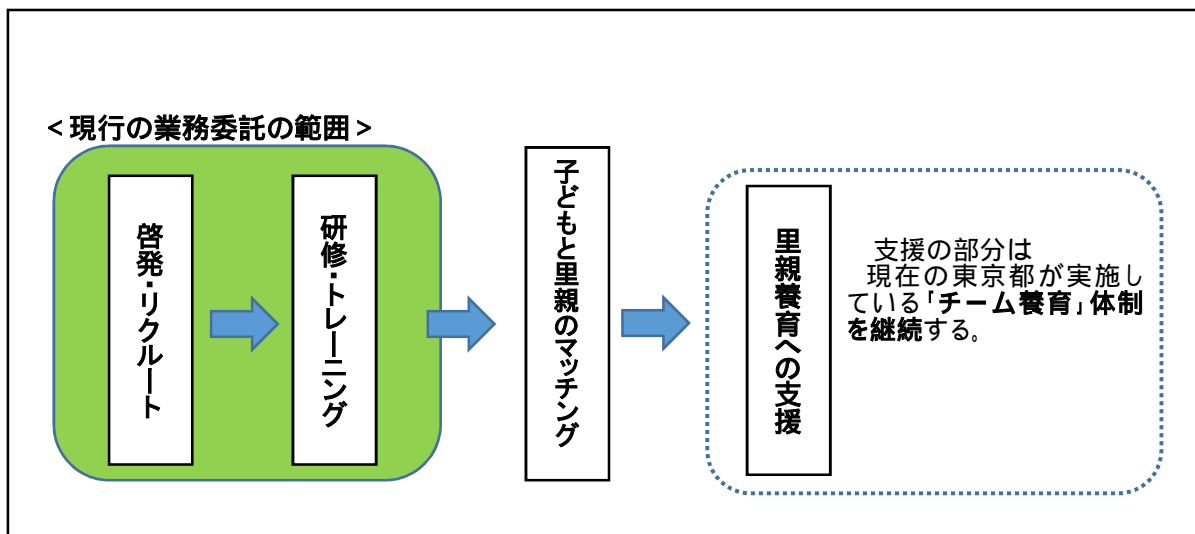 <現行の業務委託の範囲>
啓発・リクルート
研修・トレーニング
子どもと里親のマッチング
里親養育への支援
支援の部分は
現在の東京都が実施し
ている「チーム養育」体制
を継続する。